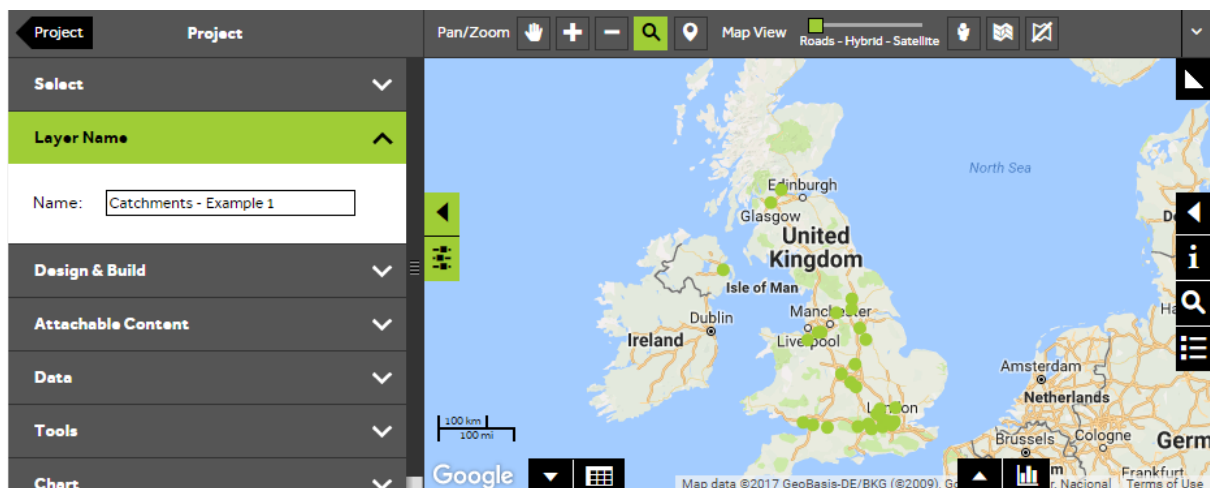 Project
Project
Pan/Zoom
Map View
Roads - Hybrid - Satellite
Select
Layer Name
Name:
Catchments - Example 1
Design & Build
Attachable Content
Data
Tools
Chart
North Sea
Edinburgh
Glasgow
United
Kingdom
Isle of Man
Dublin
Ireland
Manchester
Liverpool
London
Amsterdam
Netherlands
Brussels
Cologne
Germ
Frankfurt
100 km
100 mi
Google
Map data ©2017 GeoBasis-DE/BKG (©2009), Go
Nacional
Terms of Use